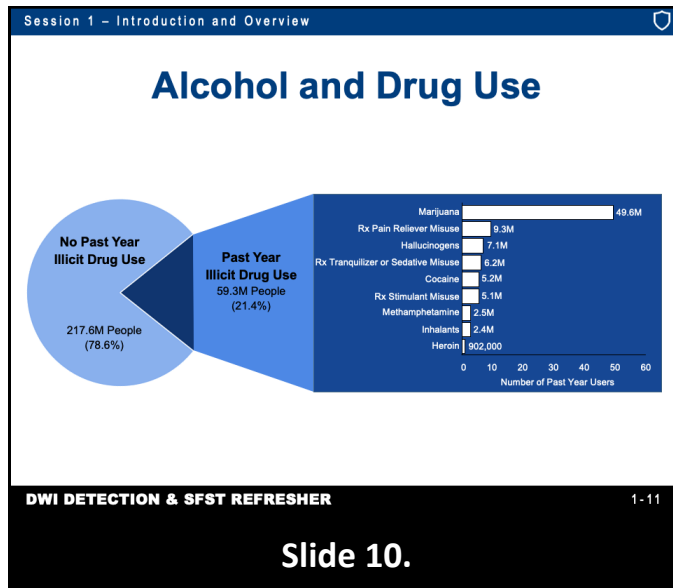 Session 1 – Introduction and Overview
Alcohol and Drug Use
No Past Year
Illicit Drug Use
217.6M People
(78.6%)
Past Year
Illicit Drug Use
59.3M People
(21.4%)
Marijuana 49.6M
Rx Pain Reliever Misuse 9.3M
Hallucinogens 7.1M
Rx Tranquilizer or Sedative Misuse 6.2M
Cocaine 5.2M
Rx Stimulant Misuse 5.1M
Methamphetamine 2.5M
Inhalants 2.4M
Heroin 902,000
0 10 20 30 40 50 60
Number of Past Year Users
DWI DETECTION & SFST REFRESHER 1-11
Slide 10.